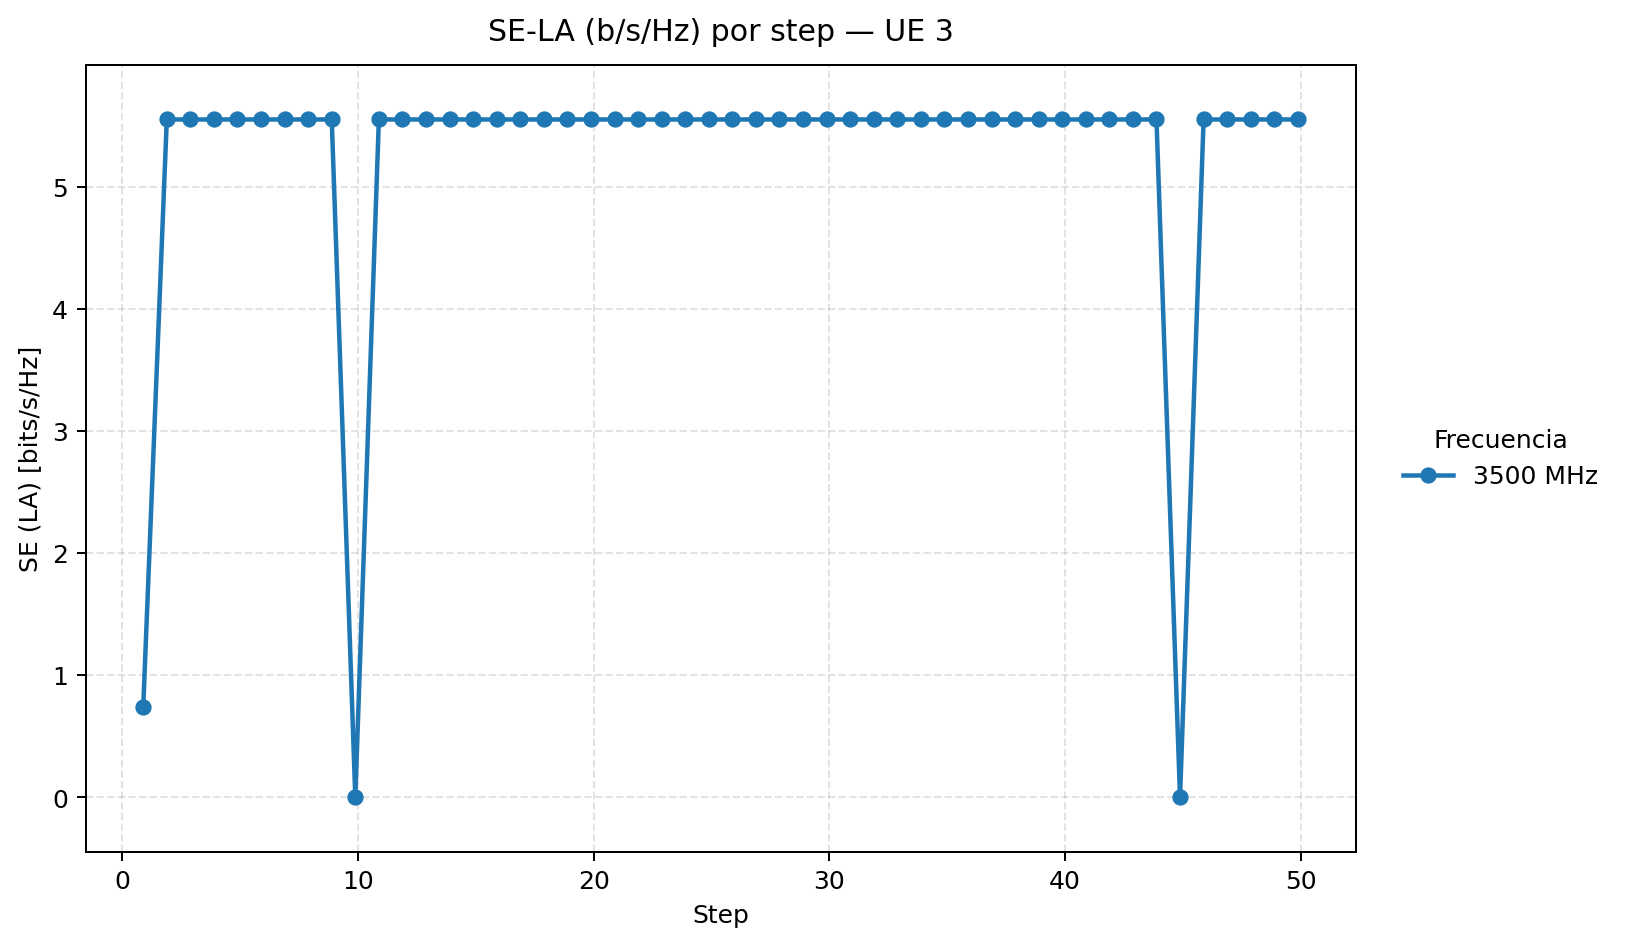 SE-LA (b/s/Hz) por step — UE 3
SE (LA) [bits/s/Hz]
5
4
3
2
1
0
0 10 20 30 40 50
Step
Frecuencia
3500 MHz